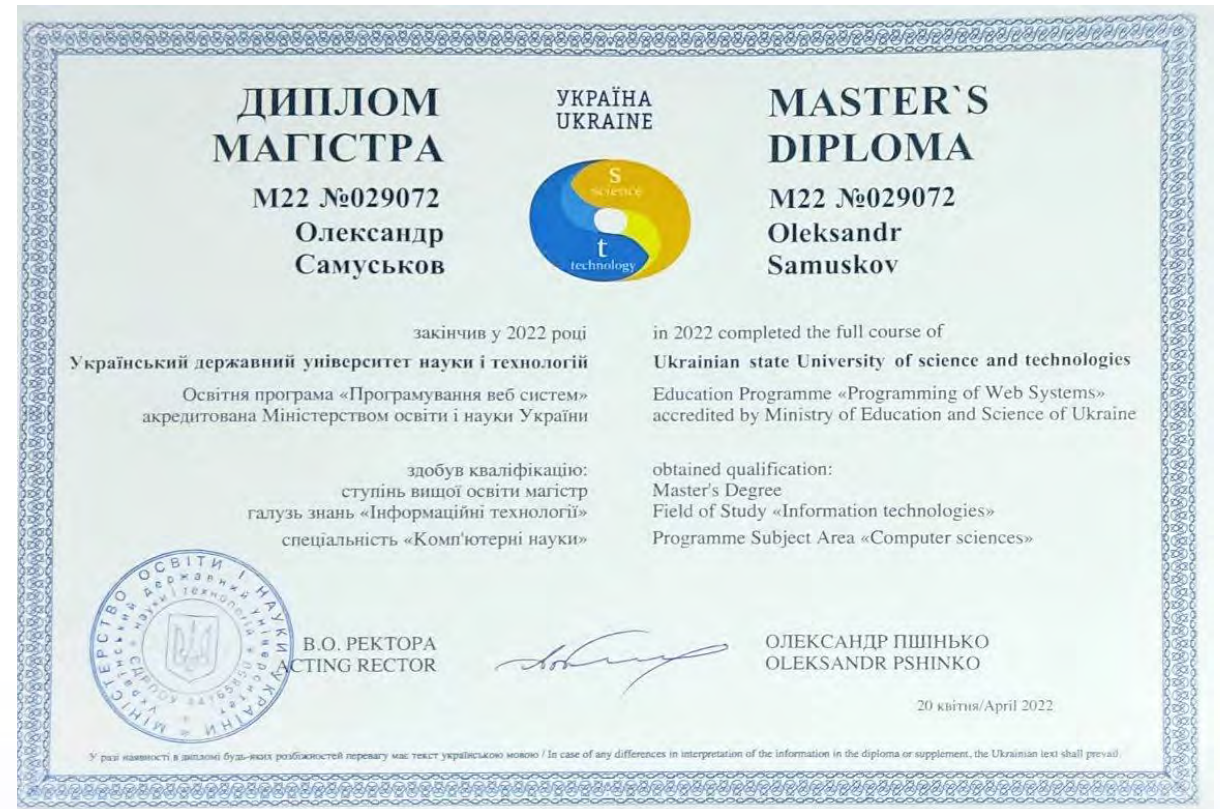 ДИПЛОМ
МАГІСТРА
М22 №029072
Олександр
Самуськов
УКРАЇНА
UKRAINE
s
science
t
technology
MASTER`S
DIPLOMA
М22 №029072
Oleksandr
Samuskov
закінчив у 2022 році
Український державний університет науки і технологій
Освітня програма «Програмування веб систем»
акредитована Міністерством освіти і науки України
здобув кваліфікацію:
ступінь вищої освіти магістр
галузь знань «Інформаційні технології»
спеціальність «Комп'ютерні науки»
in 2022 completed the full course of
Ukrainian state University of science and technologies
Education Programme «Programming of Web Systems»
accredited by Ministry of Education and Science of Ukraine
obtained qualification:
Master's Degree
Field of Study «Information technologies»
Programme Subject Area «Computer sciences»
МІНІСТЕРСТВО ОСВІТИ І НАУКИ УКРАЇНИ
Український державний університет
науки і технологій
В.О. РЕКТОРА
ACTING RECTOR
ОЛЕКСАНДР ПШІНЬКО
OLEKSANDR PSHINKO
20 квітня/April 2022
У разі наявності в дипломі будь-яких розбіжностей перевагу має текст українською мовою / In case of any differences in interpretation of the information in the diploma or supplement, the Ukrainian text shall prevail.